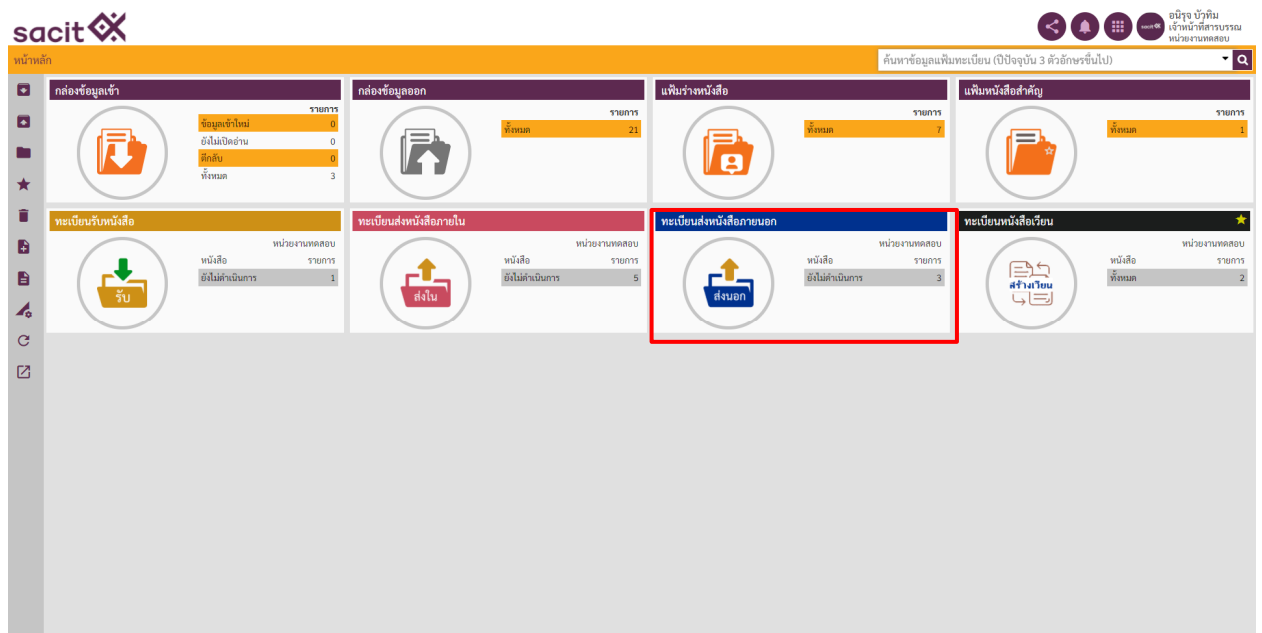 sacit
อนิรุจ บัวทิม
เจ้าหน้าที่สารบรรณ
หน่วยงานทดสอบ
หน้าหลัก
ค้นหาข้อมูลแฟ้มทะเบียน (ปีปัจจุบัน 3 ตัวอักษรขึ้นไป)
กล่องข้อมูลเข้า
รายการ
ข้อมูลเข้าใหม่ 0
ยังไม่เปิดอ่าน 0
ตีกลับ 0
ทั้งหมด 3
กล่องข้อมูลออก
รายการ
ทั้งหมด 21
แฟ้มร่างหนังสือ
รายการ
ทั้งหมด 7
แฟ้มหนังสือสำคัญ
รายการ
ทั้งหมด 1
ทะเบียนรับหนังสือ
หน่วยงานทดสอบ
หนังสือ รายการ
ยังไม่ดำเนินการ 1
รับ
ทะเบียนส่งหนังสือภายใน
หน่วยงานทดสอบ
หนังสือ รายการ
ยังไม่ดำเนินการ 5
ส่งใน
ทะเบียนส่งหนังสือภายนอก
หน่วยงานทดสอบ
หนังสือ รายการ
ยังไม่ดำเนินการ 3
ส่งนอก
ทะเบียนหนังสือเวียน
หน่วยงานทดสอบ
หนังสือ รายการ
ทั้งหมด 2
สร้างเวียน